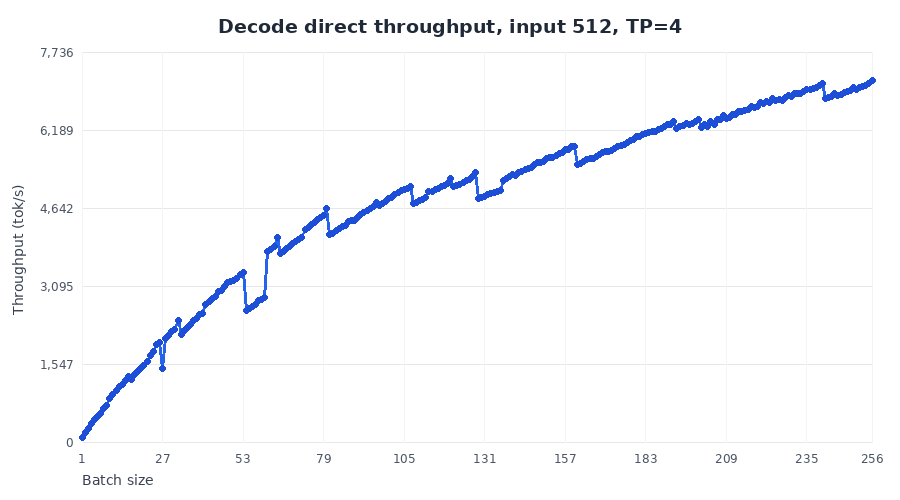 Decode direct throughput, input 512, TP=4
7,736
6,189
4,642
3,095
1,547
0
Throughput (tok/s)
1 27 53 79 105 131 157 183 209 235 256
Batch size